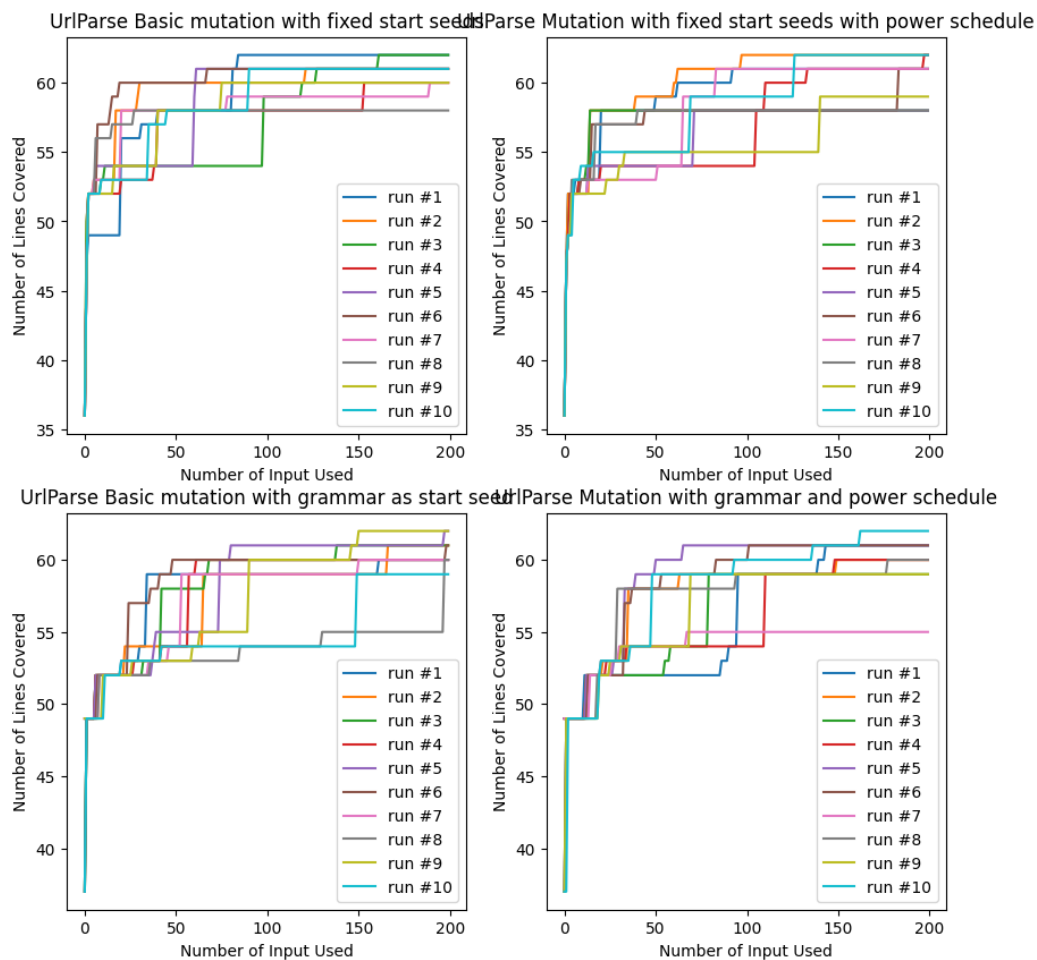 UrlParse Basic mutation with fixed start seeds
60
55
50
45
40
35
Number of Lines Covered
run #1
run #2
run #3
run #4
run #5
run #6
run #7
run #8
run #9
run #10
0 50 100 150 200
Number of Input Used
UrlParse Mutation with fixed start seeds with power schedule
60
55
50
45
40
35
Number of Lines Covered
run #1
run #2
run #3
run #4
run #5
run #6
run #7
run #8
run #9
run #10
0 50 100 150 200
Number of Input Used
UrlParse Basic mutation with grammar as start seed
60
55
50
45
40
Number of Lines Covered
run #1
run #2
run #3
run #4
run #5
run #6
run #7
run #8
run #9
run #10
0 50 100 150 200
Number of Input Used
UrlParse Mutation with grammar and power schedule
60
55
50
45
40
Number of Lines Covered
run #1
run #2
run #3
run #4
run #5
run #6
run #7
run #8
run #9
run #10
0 50 100 150 200
Number of Input Used